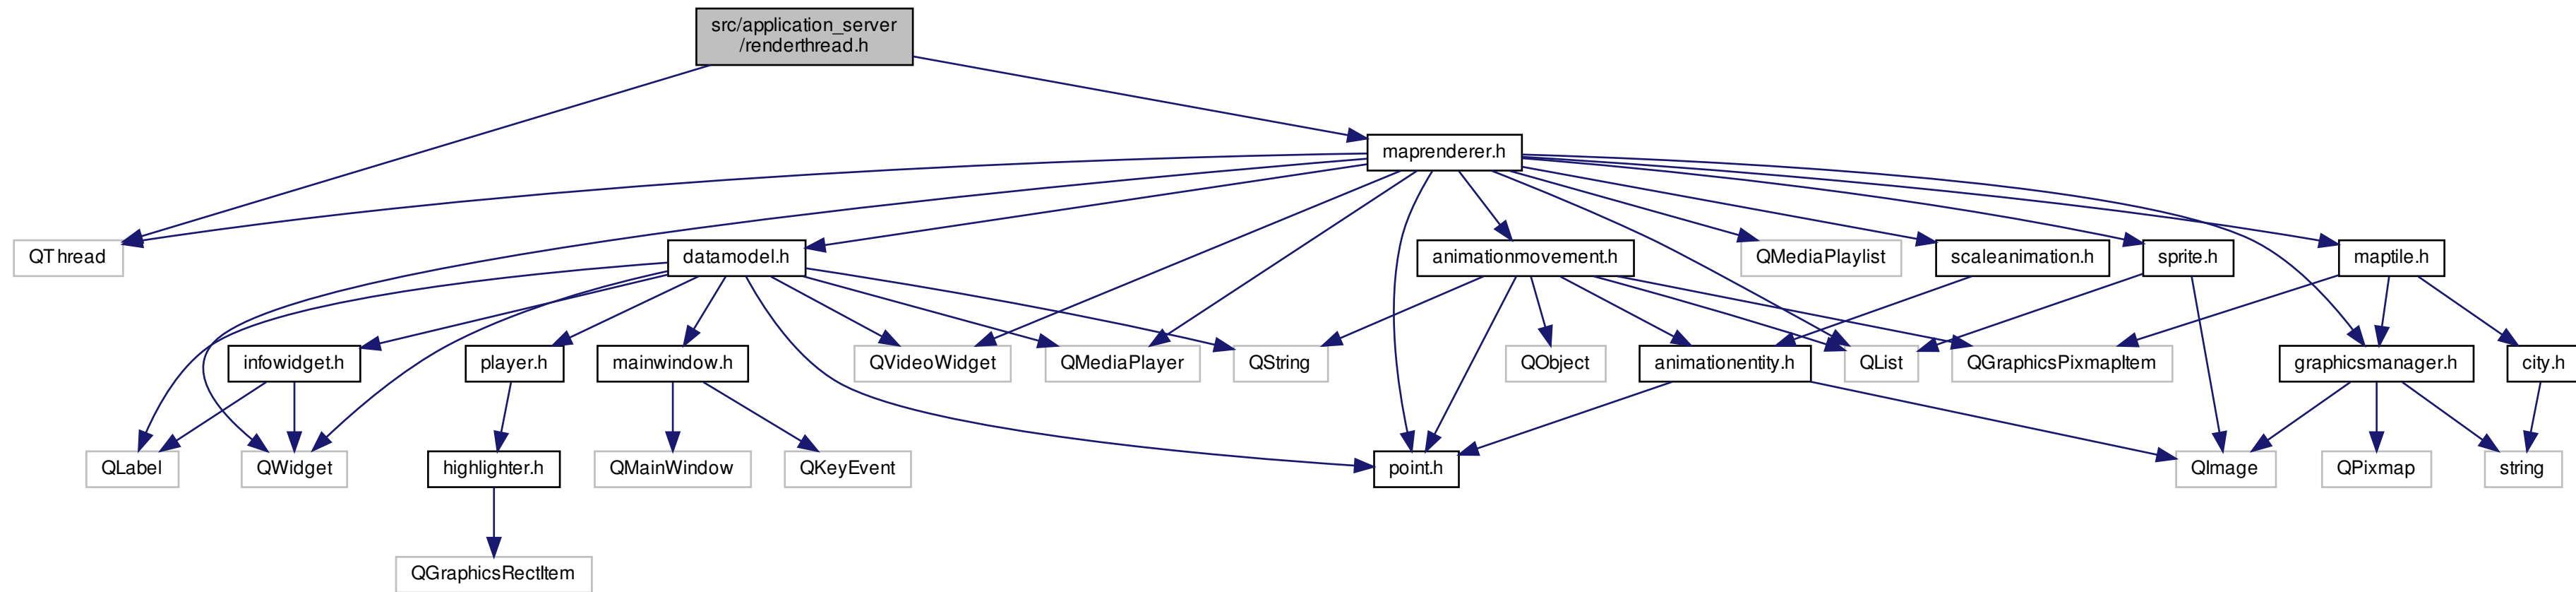 src/application_server
/renderthread.h
maprenderer.h
QThread
datamodel.h
animationmovement.h
QMediaPlaylist
scaleanimation.h
sprite.h
maptile.h
infowidget.h
player.h
mainwindow.h
QVideoWidget
QMediaPlayer
QString
QObject
animationentity.h
QList
QGraphicsPixmapItem
graphicsmanager.h
city.h
QLabel
QWidget
highlighter.h
QMainWindow
QKeyEvent
point.h
QImage
QPixmap
string
QGraphicsRectItem